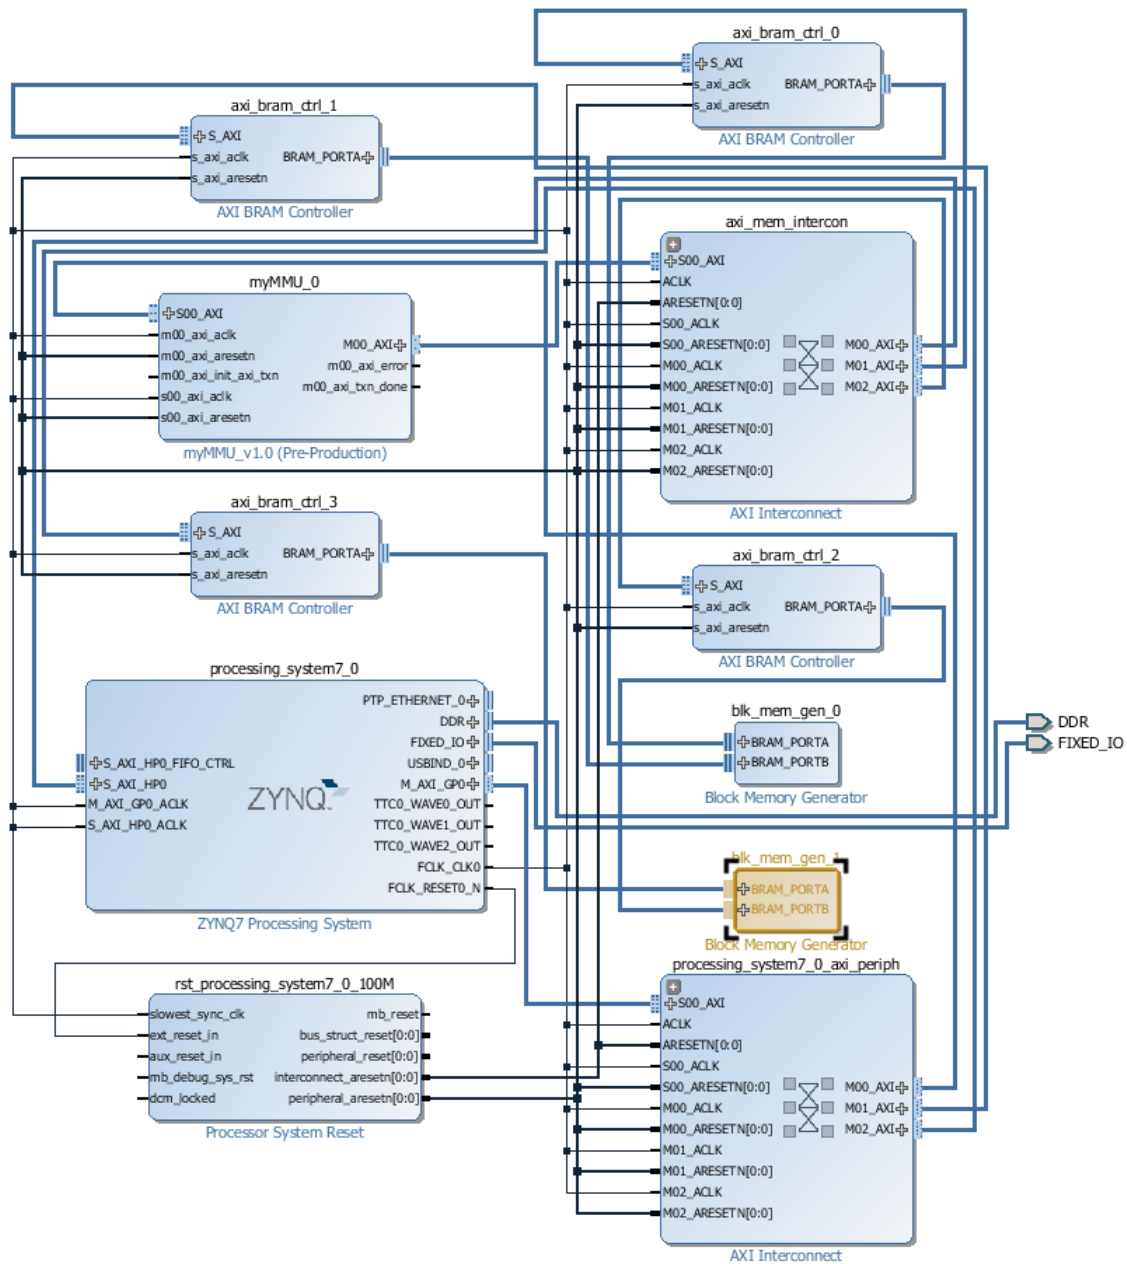 axi_bram_ctrl_0
S_AXI
s_axi_aclk
s_axi_aresetn
BRAM_PORTA
AXI BRAM Controller
axi_bram_ctrl_1
S_AXI
s_axi_aclk
s_axi_aresetn
BRAM_PORTA
AXI BRAM Controller
axi_mem_intercon
S00_AXI
ACLK
ARESETN[0:0]
S00_ACLK
S00_ARESETN[0:0]
M00_ACLK
M00_ARESETN[0:0]
M01_ACLK
M01_ARESETN[0:0]
M02_ACLK
M02_ARESETN[0:0]
M00_AXI
M01_AXI
M02_AXI
AXI Interconnect
myMMU_0
S00_AXI
m00_axi_aclk
m00_axi_aresetn
m00_axi_init_axi_txn
s00_axi_aclk
s00_axi_aresetn
M00_AXI
m00_axi_error
m00_axi_txn_done
myMMU_v1.0 (Pre-Production)
axi_bram_ctrl_3
S_AXI
s_axi_aclk
s_axi_aresetn
BRAM_PORTA
AXI BRAM Controller
axi_bram_ctrl_2
S_AXI
s_axi_aclk
s_axi_aresetn
BRAM_PORTA
AXI BRAM Controller
processing_system7_0
S_AXI_HP0_FIFO_CTRL
S_AXI_HP0
M_AXI_GP0_ACLK
S_AXI_HP0_ACLK
ZYNQ
PTP_ETHERNET_0
DDR
FIXED_IO
USBIND_0
M_AXI_GP0
TTC0_WAVE0_OUT
TTC0_WAVE1_OUT
TTC0_WAVE2_OUT
FCLK_CLK0
FCLK_RESET0_N
ZYNQ7 Processing System
blk_mem_gen_0
BRAM_PORTA
BRAM_PORTB
Block Memory Generator
DDR
FIXED_IO
blk_mem_gen_1
BRAM_PORTA
BRAM_PORTB
Block Memory Generator
rst_processing_system7_0_100M
slowest_sync_clk
ext_reset_in
aux_reset_in
mb_debug_sys_rst
dcm_locked
mb_reset
bus_struct_reset[0:0]
peripheral_reset[0:0]
interconnect_aresetn[0:0]
peripheral_aresetn[0:0]
Processor System Reset
processing_system7_0_axi_periph
S00_AXI
ACLK
ARESETN[0:0]
S00_ACLK
S00_ARESETN[0:0]
M00_ACLK
M00_ARESETN[0:0]
M01_ACLK
M01_ARESETN[0:0]
M02_ACLK
M02_ARESETN[0:0]
M00_AXI
M01_AXI
M02_AXI
AXI Interconnect